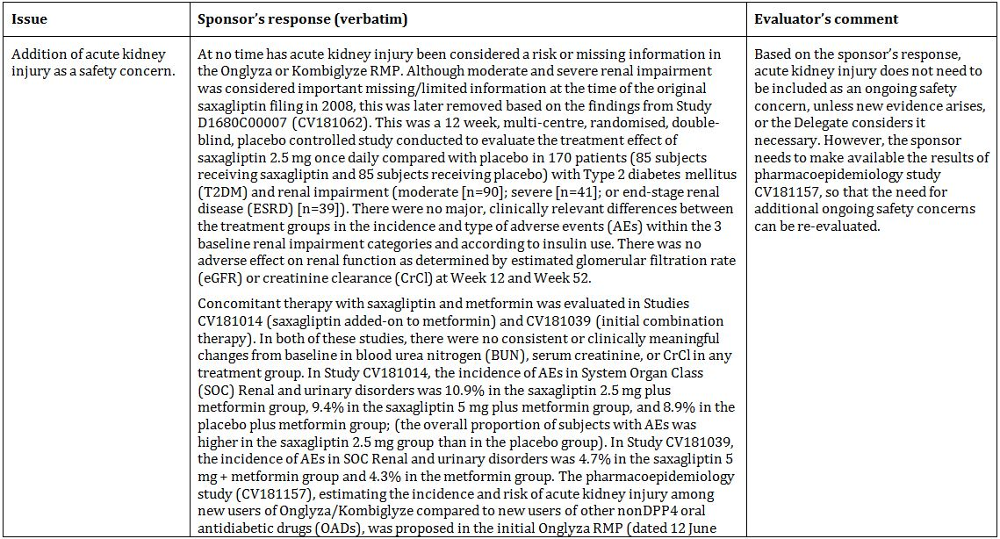 Issue
Sponsor's response (verbatim)
Evaluator's comment
Addition of acute kidney
injury as a safety concern.
At no time has acute kidney injury been considered a risk or missing information in
the Onglyza or Kombiglyze RMP. Although moderate and severe renal impairment
was considered important missing/limited information at the time of the original
saxagliptin filing in 2008, this was later removed based on the findings from Study
D1680C00007 (CV181062). This was a 12 week, multi-centre, randomised, double-
blind, placebo controlled study conducted to evaluate the treatment effect of
saxagliptin 2.5 mg once daily compared with placebo in 170 patients (85 subjects
receiving saxagliptin and 85 subjects receiving placebo) with Type 2 diabetes mellitus
(T2DM) and renal impairment (moderate [n=90]; severe [n=41]; or end-stage renal
disease (ESRD) [n=39]). There were no major, clinically relevant differences between
the treatment groups in the incidence and type of adverse events (AEs) within the 3
baseline renal impairment categories and according to insulin use. There was no
adverse effect on renal function as determined by estimated glomerular filtration rate
(eGFR) or creatinine clearance (CrCl) at Week 12 and Week 52.
Concomitant therapy with saxagliptin and metformin was evaluated in Studies
CV181014 (saxagliptin added-on to metformin) and CV181039 (initial combination
therapy). In both of these studies, there were no consistent or clinically meaningful
changes from baseline in blood urea nitrogen (BUN), serum creatinine, or CrCl in any
treatment group. In Study CV181014, the incidence of AEs in System Organ Class
(SOC) Renal and urinary disorders was 10.9% in the saxagliptin 2.5 mg plus
metformin group, 9.4% in the saxagliptin 5 mg plus metformin group, and 8.9% in the
placebo plus metformin group; (the overall proportion of subjects with AEs was
higher in the saxagliptin 2.5 mg group than in the placebo group). In Study CV181039,
the incidence of AEs in SOC Renal and urinary disorders was 4.7% in the saxagliptin 5
mg + metformin group and 4.3% in the metformin group. The pharmacoepidemiology
study (CV181157), estimating the incidence and risk of acute kidney injury among
new users of Onglyza/Kombiglyze compared to new users of other nonDPP4 oral
antidiabetic drugs (OADs), was proposed in the initial Onglyza RMP (dated 12 June
Based on the sponsor's response,
acute kidney injury does not need to
be included as an ongoing safety
concern, unless new evidence arises,
or the Delegate considers it
necessary. However, the sponsor
needs to make available the results of
pharmacoepidemiology study
CV181157, so that the need for
additional ongoing safety concerns
can be re-evaluated.